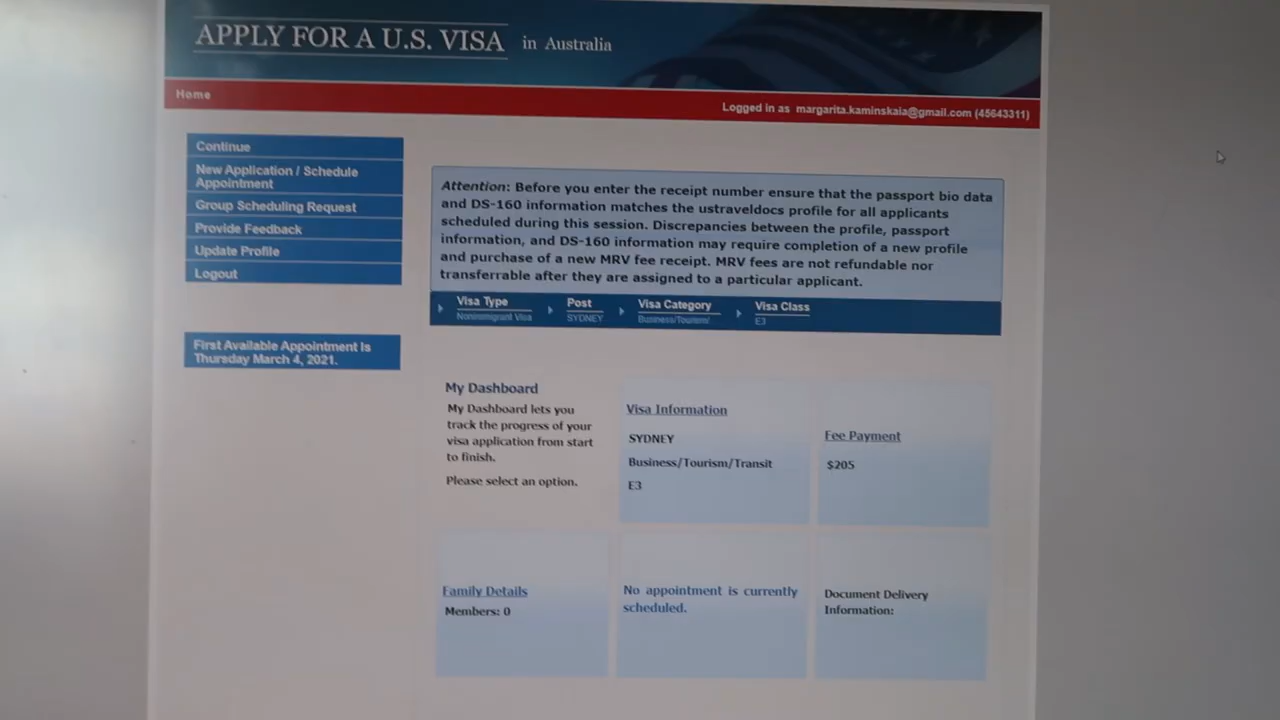 APPLY FOR A U.S. VISA in Australia
Home
Logged in as margarita.kaminskaia@gmail.com (45643311)
Continue
New Application / Schedule
Appointment
Group Scheduling Request
Provide Feedback
Update Profile
Logout
First Available Appointment Is
Thursday March 4, 2021.
Attention: Before you enter the receipt number ensure that the passport bio data
and DS-160 information matches the ustraveldocs profile for all applicants
scheduled during this session. Discrepancies between the profile, passport
information, and DS-160 information may require completion of a new profile
and purchase of a new MRV fee receipt. MRV fees are not refundable nor
transferrable after they are assigned to a particular applicant.
Visa Type Post Visa Category Visa Class
Nonimmigrant Visa SYDNEY Business/Tourism/ E3
My Dashboard
My Dashboard lets you
track the progress of your
visa application from start
to finish.
Please select an option.
Visa Information
SYDNEY
Business/Tourism/Transit
E3
Fee Payment
$205
Family Details
Members: 0
No appointment is currently
scheduled.
Document Delivery
Information: